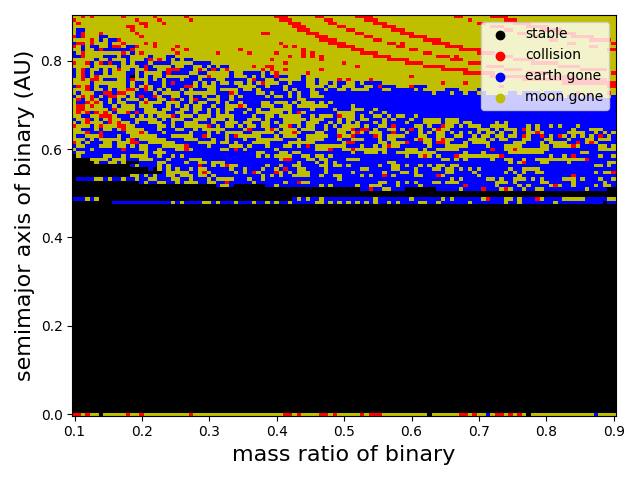 stable
collision
earth gone
moon gone
0.8
0.6
0.4
0.2
0.0
semimajor axis of binary (AU)
0.1 0.2 0.3 0.4 0.5 0.6 0.7 0.8 0.9
mass ratio of binary